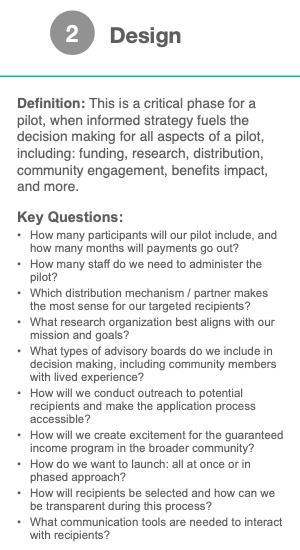 2 Design
Definition: This is a critical phase for a
pilot, when informed strategy fuels the
decision making for all aspects of a pilot,
including: funding, research, distribution,
community engagement, benefits impact,
and more.
Key Questions:
• How many participants will our pilot include, and
how many months will payments go out?
• How many staff do we need to administer the
pilot?
• Which distribution mechanism / partner makes
the most sense for our targeted recipients?
• What research organization best aligns with our
mission and goals?
• What types of advisory boards do we include in
decision making, including community members
with lived experience?
• How will we conduct outreach to potential
recipients and make the application process
accessible?
• How will we create excitement for the guaranteed
income program in the broader community?
• How do we want to launch: all at once or in
phased approach?
• How will recipients be selected and how can we
be transparent during this process?
• What communication tools are needed to interact
with recipients?